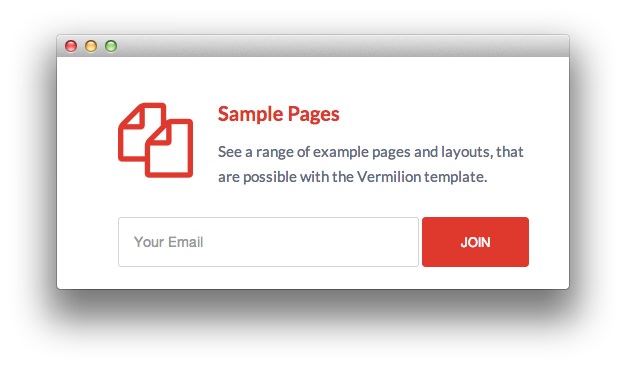 Sample Pages
See a range of example pages and layouts, that
are possible with the Vermilion template.
Your Email
JOIN